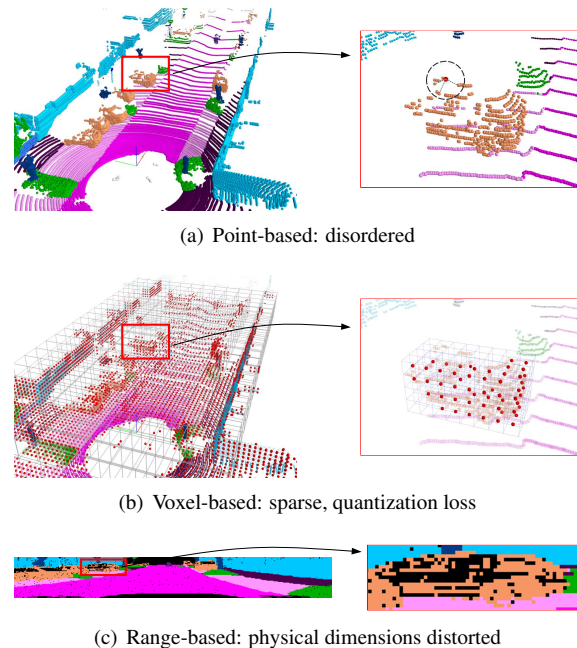 (a) Point-based: disordered
(b) Voxel-based: sparse, quantization loss
(c) Range-based: physical dimensions distorted